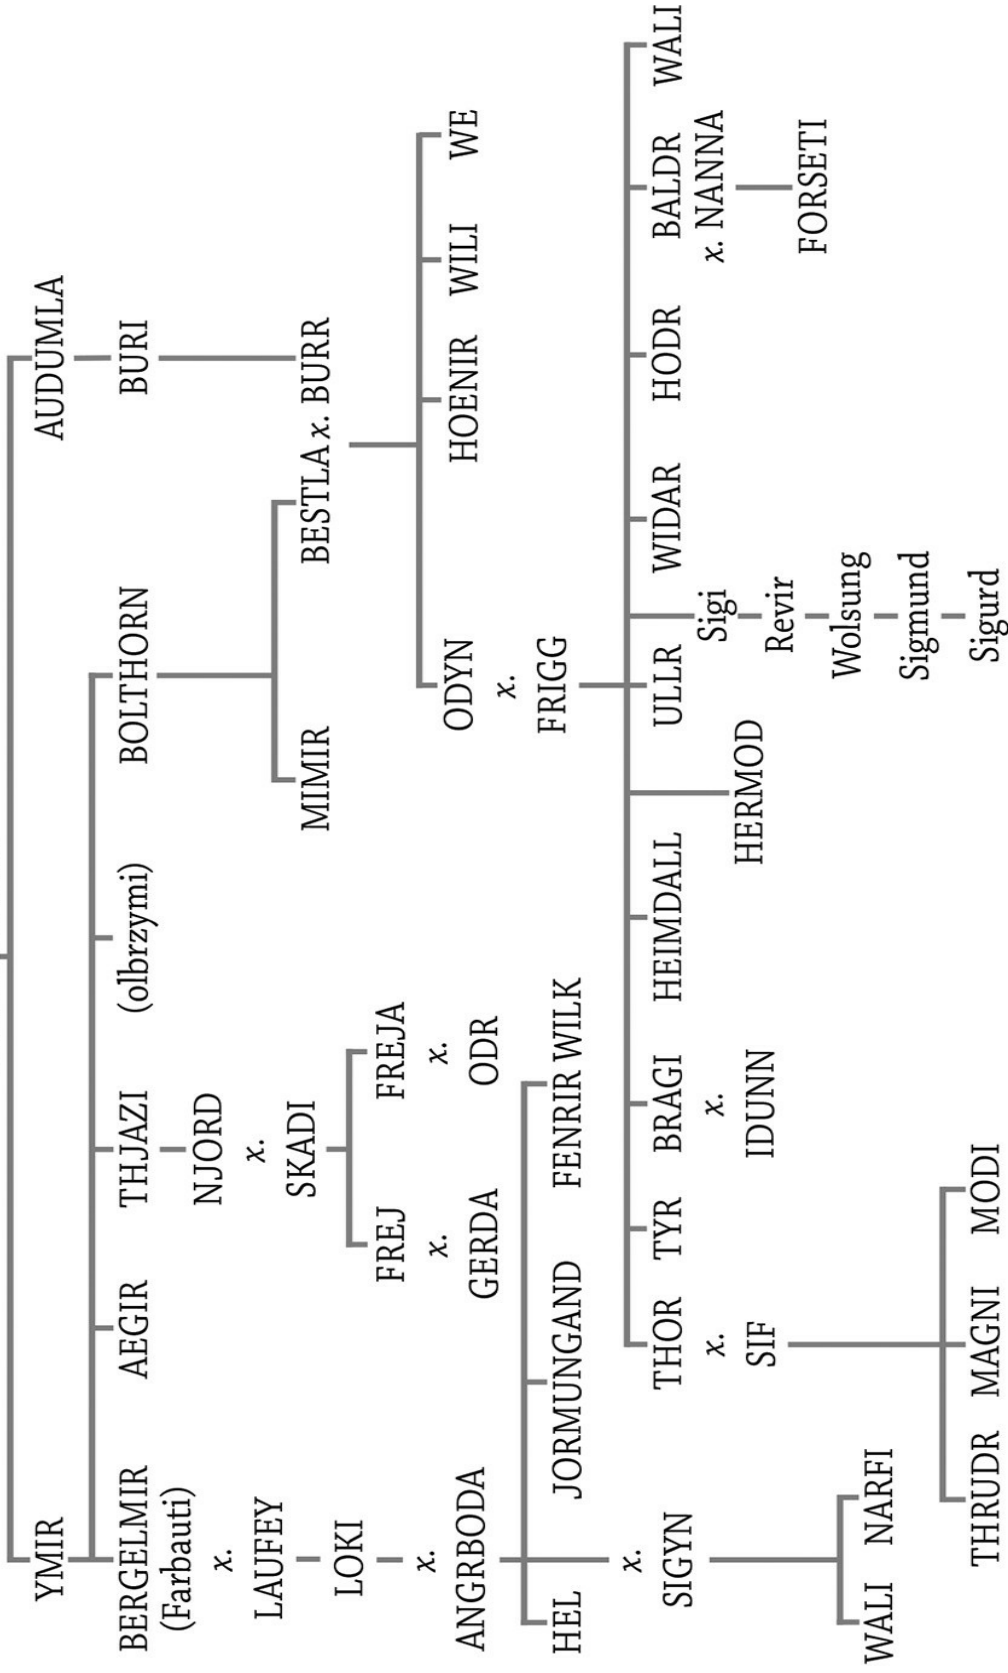 YMIR
AUDUMLA
BERGELMIR
(Farbauti)
AEGIR
THJAZI
(olbrzymi)
BOLTHORN
BURI
x.
LAUFEY
NJORD
x.
SKADI
MIMIR
BESTLA x. BURR
LOKI
FREJ
x.
GERDA
FREJA
x.
ODR
x.
ANGRBODA
ODYN
x.
FRIGG
HOENIR
WILI
WE
HEL
JORMUNGAND
FENRIR WILK
x.
SIGYN
THOR
x.
SIF
TYR
BRAGI
x.
IDUNN
HEIMDALL
HERMOD
ULLR
Sigi
Revir
Wolsung
Sigmund
Sigurd
WIDAR
HODR
BALDR
x. NANNA
FORSETI
WALI
WALI
NARFI
THRUDR
MAGNI
MODI